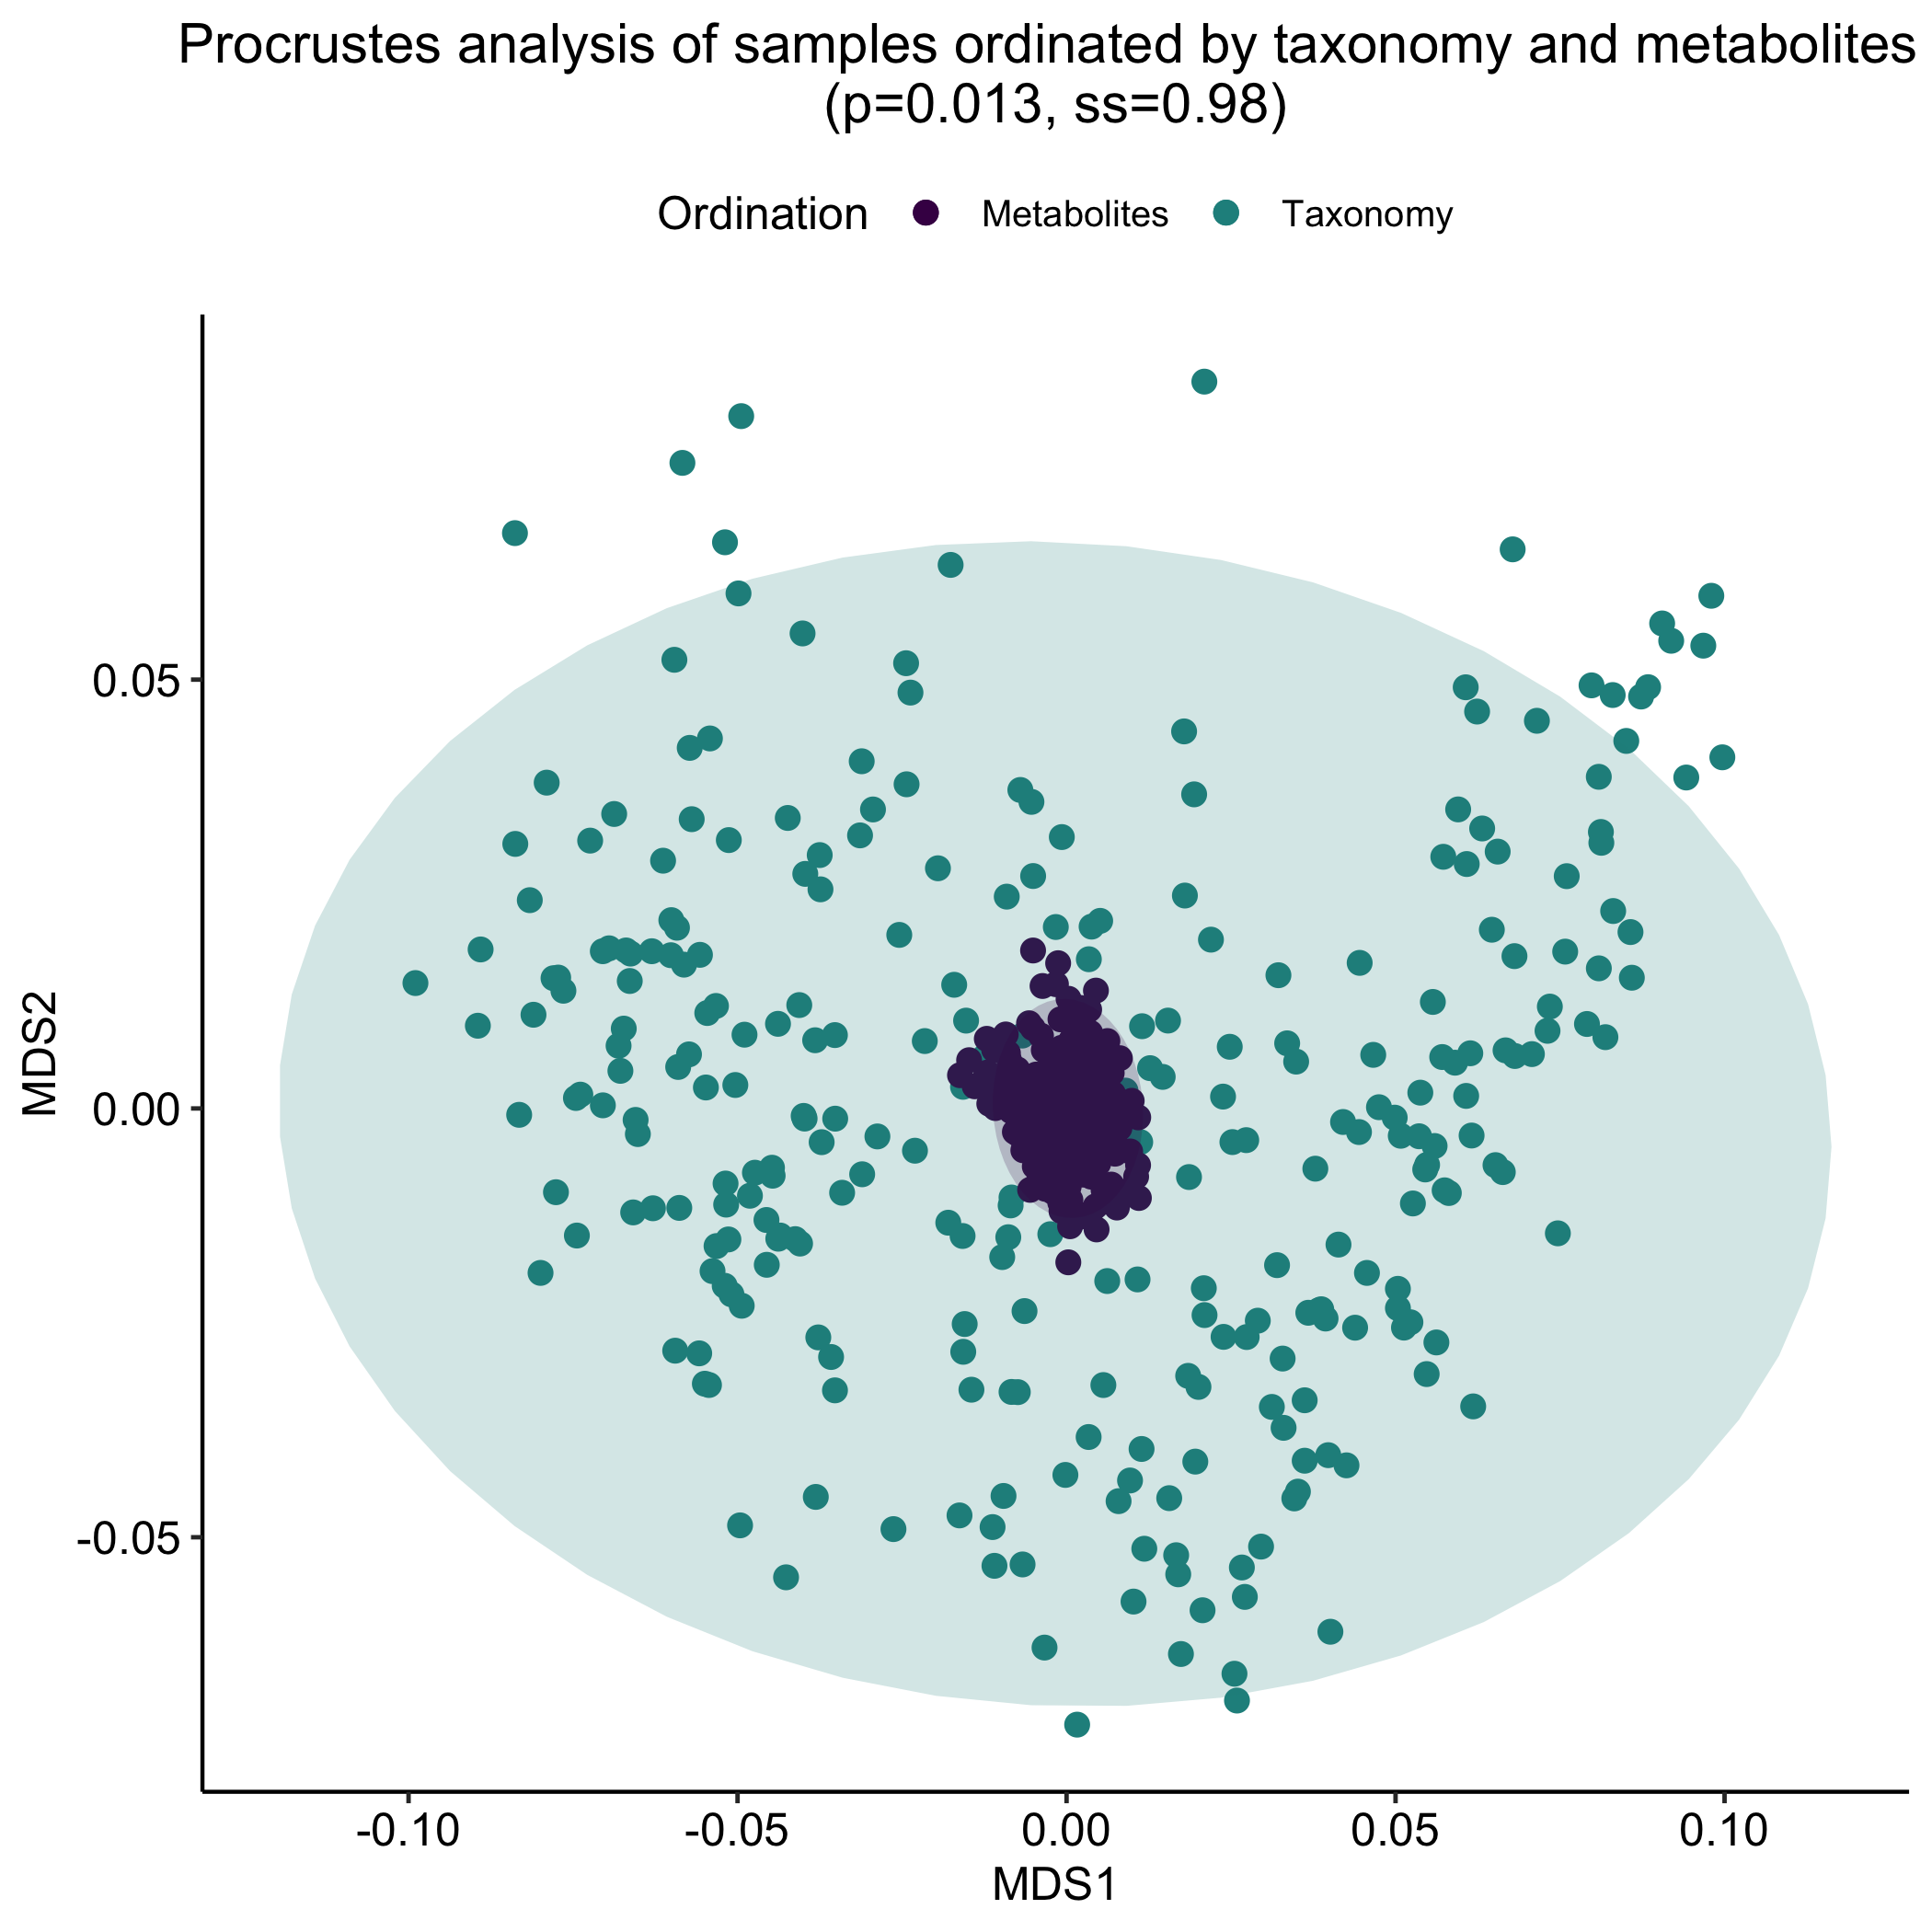 Procrustes analysis of samples ordinated by taxonomy and metabolites
(p=0.013, ss=0.98)
Ordination Metabolites Taxonomy
0.05
0.00
-0.05
MDS2
-0.10 -0.05 0.00 0.05 0.10
MDS1